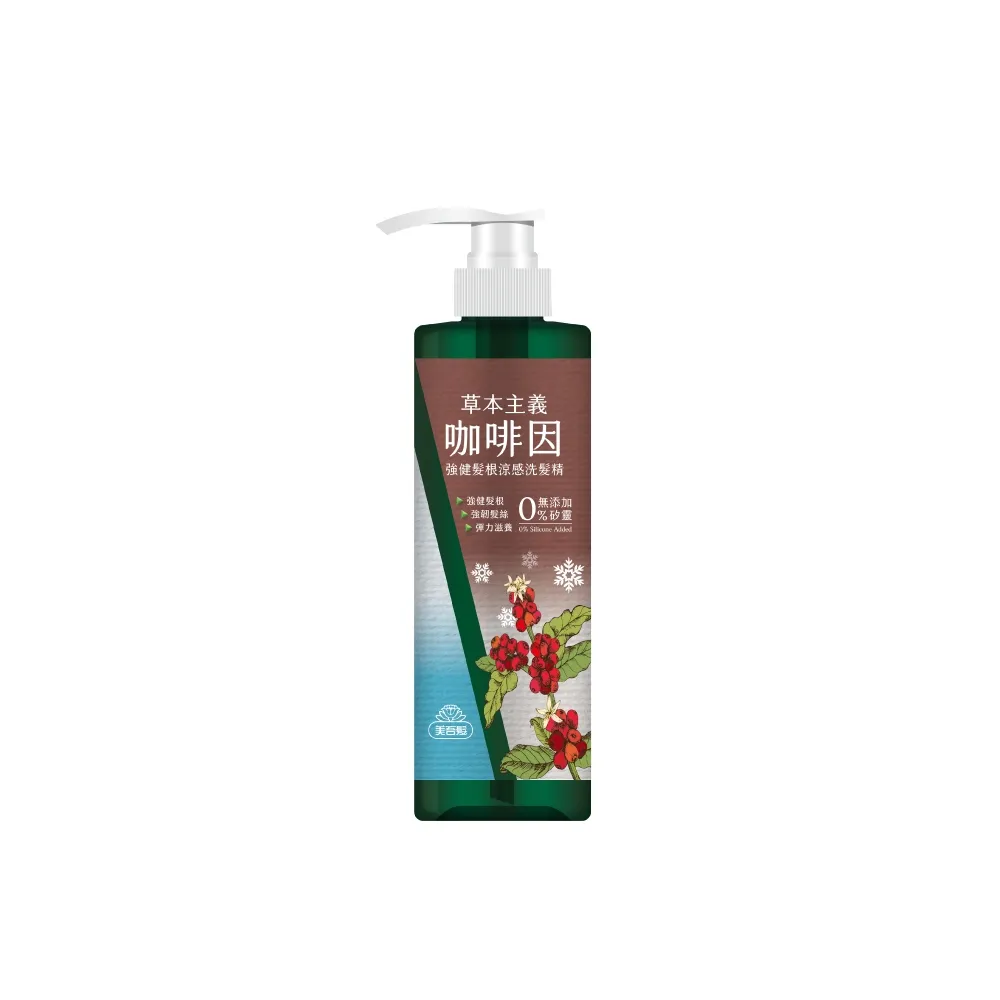 草本主義
咖啡因
強健髮根涼感洗髮精
強健髮根
強韌髮絲
彈力滋養
0%無添加矽靈
0% Silicone Added
美吾髮